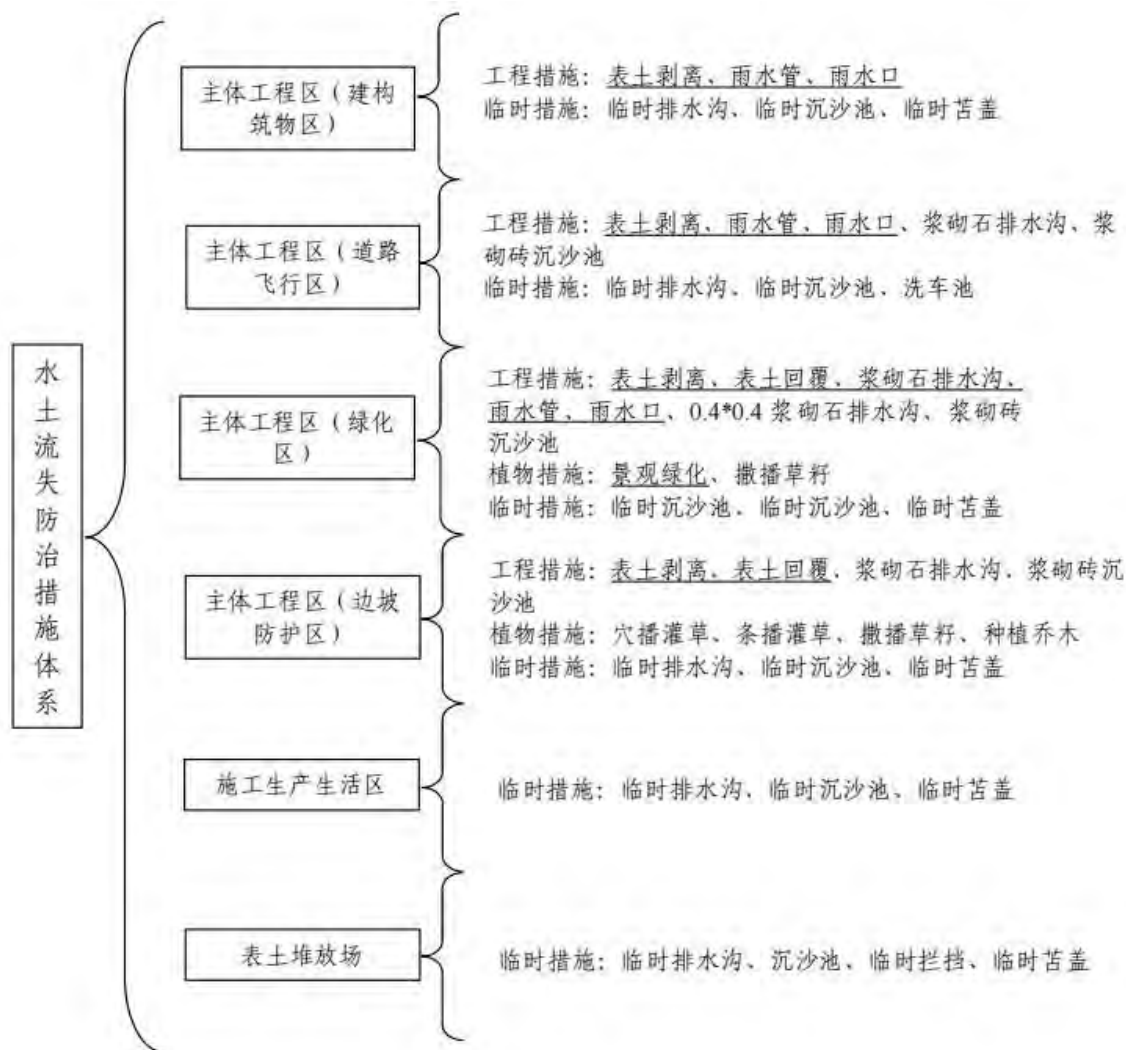 水土流失防治措施体系
主体工程区（建构
筑物区）
工程措施：表土剥离、雨水管、雨水口
临时措施：临时排水沟、临时沉沙池、临时苫盖
主体工程区（道路
飞行区）
工程措施：表土剥离、雨水管、雨水口、浆砌石排水沟、浆
砌砖沉沙池
临时措施：临时排水沟、临时沉沙池、洗车池
主体工程区（绿化
区）
工程措施：表土剥离、表土回覆、浆砌石排水沟、
雨水管、雨水口、0.4*0.4 浆砌石排水沟、浆砌砖
沉沙池
植物措施：景观绿化、撒播草籽
临时措施：临时沉沙池、临时沉沙池、临时苫盖
主体工程区（边坡
防护区）
工程措施：表土剥离、表土回覆、浆砌石排水沟、浆砌砖沉
沙池
植物措施：穴播灌草、条播灌草、撒播草籽、种植乔木
临时措施：临时排水沟、临时沉沙池、临时苫盖
施工生产生活区
临时措施：临时排水沟、临时沉沙池、临时苫盖
表土堆放场
临时措施：临时排水沟、沉沙池、临时拦挡、临时苫盖